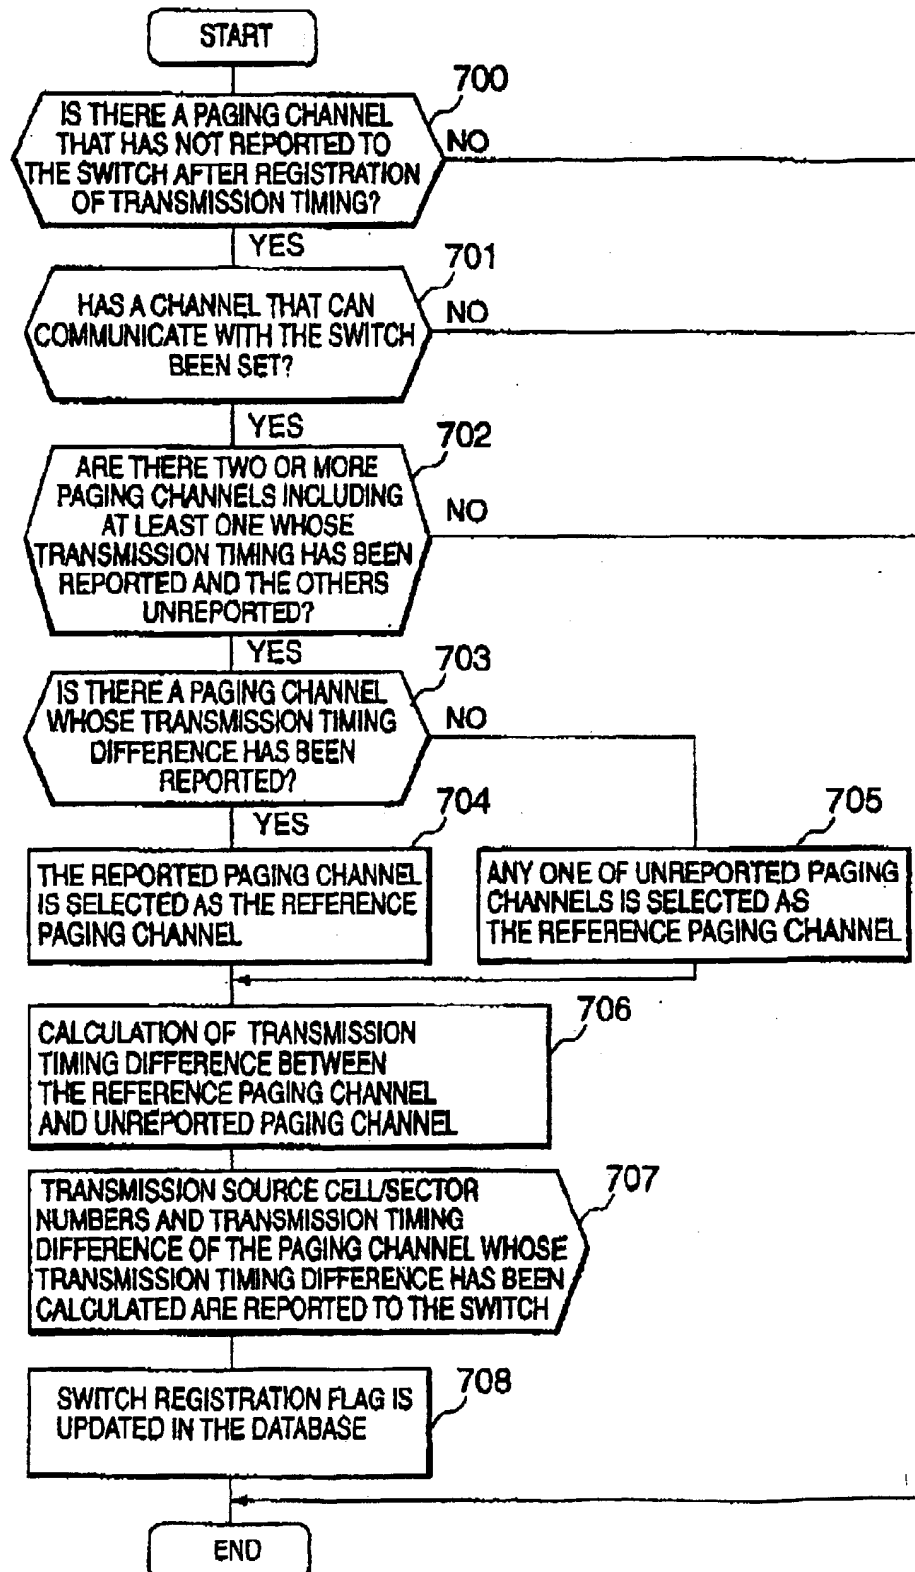 START
700
IS THERE A PAGING CHANNEL
THAT HAS NOT REPORTED TO
THE SWITCH AFTER REGISTRATION
OF TRANSMISSION TIMING?
NO
YES
701
HAS A CHANNEL THAT CAN
COMMUNICATE WITH THE SWITCH
BEEN SET?
NO
YES
702
ARE THERE TWO OR MORE
PAGING CHANNELS INCLUDING
AT LEAST ONE WHOSE
TRANSMISSION TIMING HAS BEEN
REPORTED AND THE OTHERS
UNREPORTED?
NO
YES
703
IS THERE A PAGING CHANNEL
WHOSE TRANSMISSION TIMING
DIFFERENCE HAS BEEN
REPORTED?
NO
YES
704
THE REPORTED PAGING CHANNEL
IS SELECTED AS THE REFERENCE
PAGING CHANNEL
705
ANY ONE OF UNREPORTED PAGING
CHANNELS IS SELECTED AS
THE REFERENCE PAGING CHANNEL
706
CALCULATION OF TRANSMISSION
TIMING DIFFERENCE BETWEEN
THE REFERENCE PAGING CHANNEL
AND UNREPORTED PAGING CHANNEL
707
TRANSMISSION SOURCE CELL/SECTOR
NUMBERS AND TRANSMISSION TIMING
DIFFERENCE OF THE PAGING CHANNEL WHOSE
TRANSMISSION TIMING DIFFERENCE HAS BEEN
CALCULATED ARE REPORTED TO THE SWITCH
708
SWITCH REGISTRATION FLAG IS
UPDATED IN THE DATABASE
END